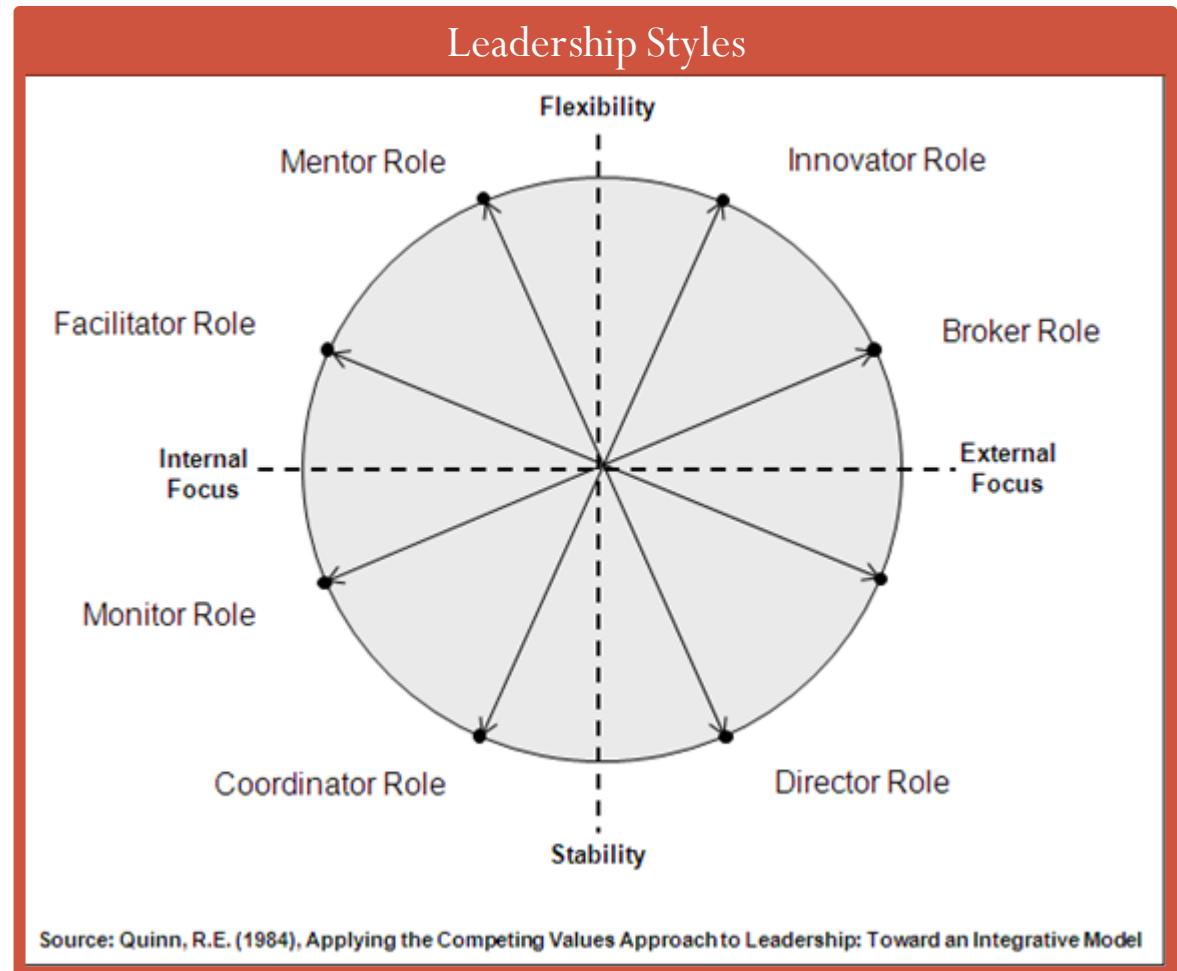 Leadership Styles
Flexibility
Mentor Role
Innovator Role
Facilitator Role
Broker Role
Internal
Focus
External
Focus
Monitor Role
Coordinator Role
Director Role
Stability
Source: Quinn, R.E. (1984), Applying the Competing Values Approach to Leadership: Toward an Integrative Model